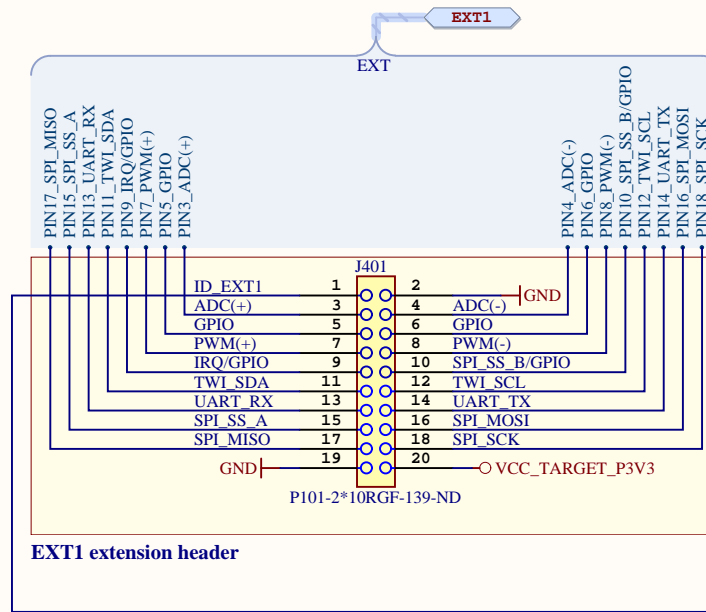 EXT1
EXT
PIN17_SPI_MISO
PIN15_SPI_SS_A
PIN13_UART_RX
PIN11_TWI_SDA
PIN9_IRQ/GPIO
PIN7_PWM(+)
PIN5_GPIO
PIN3_ADC(+)
PIN4_ADC(-)
PIN6_GPIO
PIN8_PWM(-)
PIN10_SPI_SS_B/GPIO
PIN12_TWI_SCL
PIN14_UART_TX
PIN16_SPI_MOSI
PIN18_SPI_SCK
J401
ID_EXT1 1 2 GND
ADC(+) 3 4 ADC(-)
GPIO 5 6 GPIO
PWM(+) 7 8 PWM(-)
IRQ/GPIO 9 10 SPI_SS_B/GPIO
TWI_SDA 11 12 TWI_SCL
UART_RX 13 14 UART_TX
SPI_SS_A 15 16 SPI_MOSI
SPI_MISO 17 18 SPI_SCK
GND 19 20 VCC_TARGET_P3V3
P101-2*10RGF-139-ND
EXT1 extension header